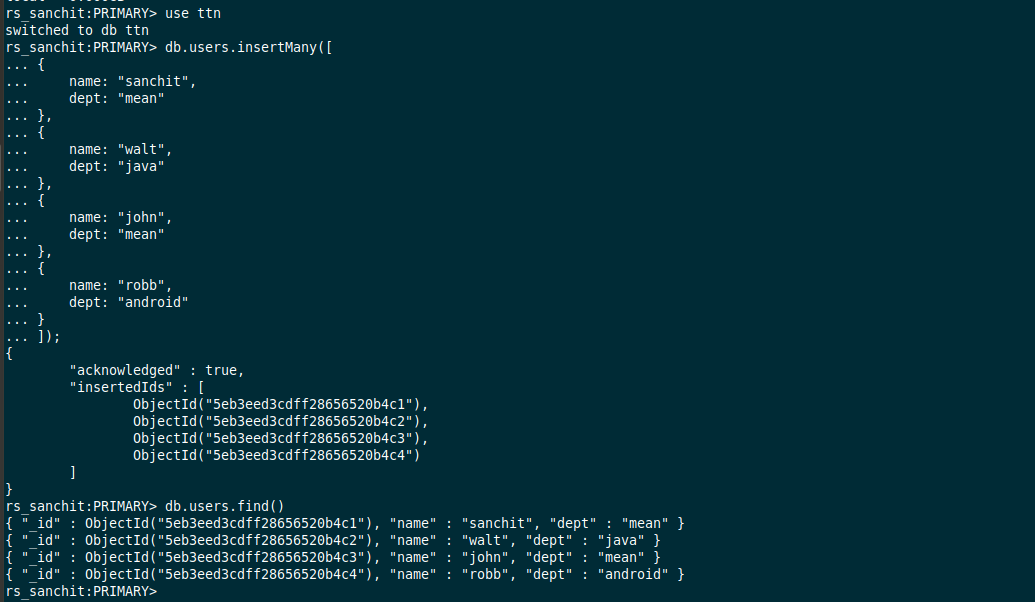 rs_sanchit:PRIMARY> use ttn
switched to db ttn
rs_sanchit:PRIMARY> db.users.insertMany([
... {
...     name: "sanchit",
...     dept: "mean"
... },
... {
...     name: "walt",
...     dept: "java"
... },
... {
...     name: "john",
...     dept: "mean"
... },
... {
...     name: "robb",
...     dept: "android"
... }
... ]);
{
        "acknowledged" : true,
        "insertedIds" : [
                ObjectId("5eb3eed3cdff28656520b4c1"),
                ObjectId("5eb3eed3cdff28656520b4c2"),
                ObjectId("5eb3eed3cdff28656520b4c3"),
                ObjectId("5eb3eed3cdff28656520b4c4")
        ]
}
rs_sanchit:PRIMARY> db.users.find()
{ "_id" : ObjectId("5eb3eed3cdff28656520b4c1"), "name" : "sanchit", "dept" : "mean" }
{ "_id" : ObjectId("5eb3eed3cdff28656520b4c2"), "name" : "walt", "dept" : "java" }
{ "_id" : ObjectId("5eb3eed3cdff28656520b4c3"), "name" : "john", "dept" : "mean" }
{ "_id" : ObjectId("5eb3eed3cdff28656520b4c4"), "name" : "robb", "dept" : "android" }
rs_sanchit:PRIMARY>